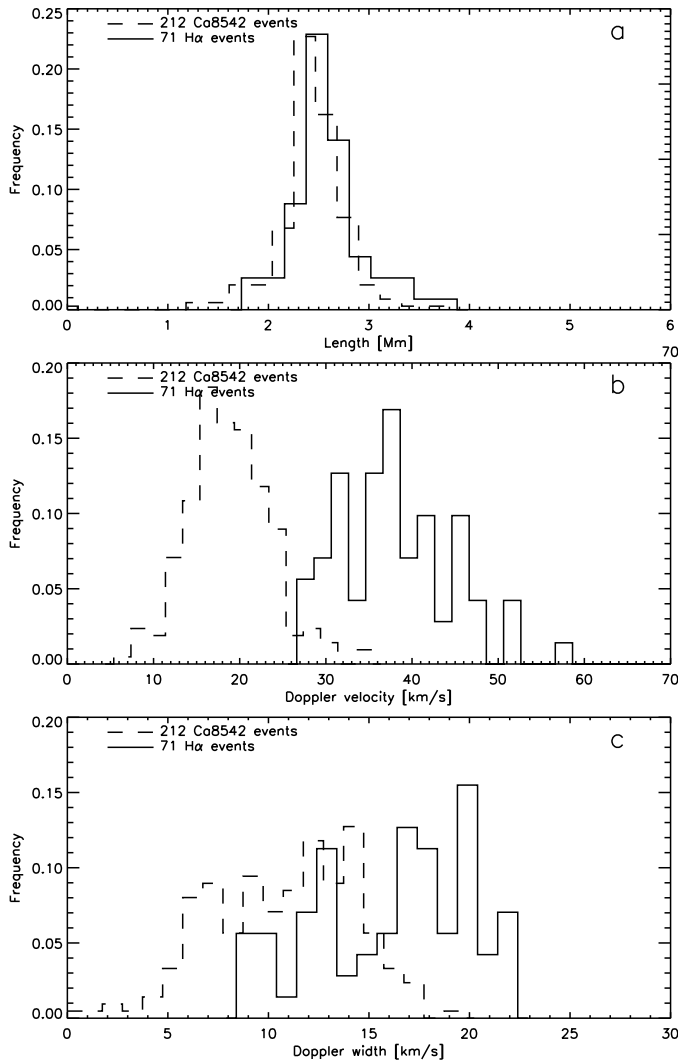 0.25
212 Ca8542 events
71 Hα events
a
0.20
0.15
0.10
0.05
0.00
Frequency
0 1 2 3 4 5 6
Length [Mm]
70
0.20
212 Ca8542 events
71 Hα events
b
0.15
0.10
0.05
0.00
Frequency
0 10 20 30 40 50 60 70
Doppler velocity [km/s]
0.20
212 Ca8542 events
71 Hα events
c
0.15
0.10
0.05
0.00
Frequency
0 5 10 15 20 25 30
Doppler width [km/s]